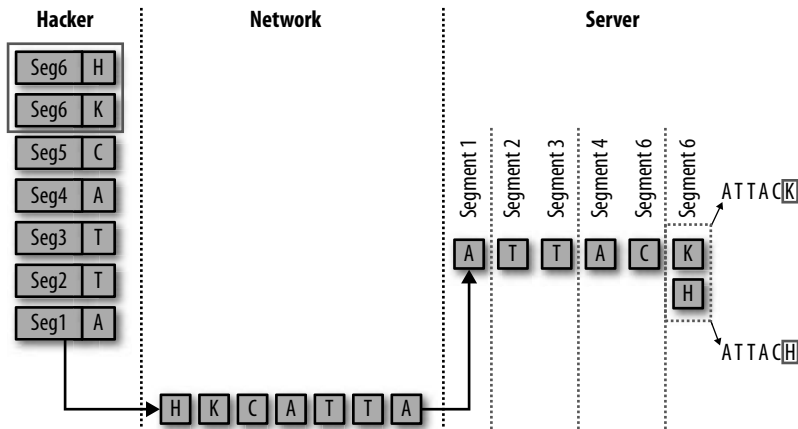 Hacker
Network
Server
Seg6 H
Seg6 K
Seg5 C
Seg4 A
Seg3 T
Seg2 T
Seg1 A
H K C A T T A
Segment 1
Segment 2
Segment 3
Segment 4
Segment 6
Segment 6
A T T A C K
H
ATTACK
ATTACH